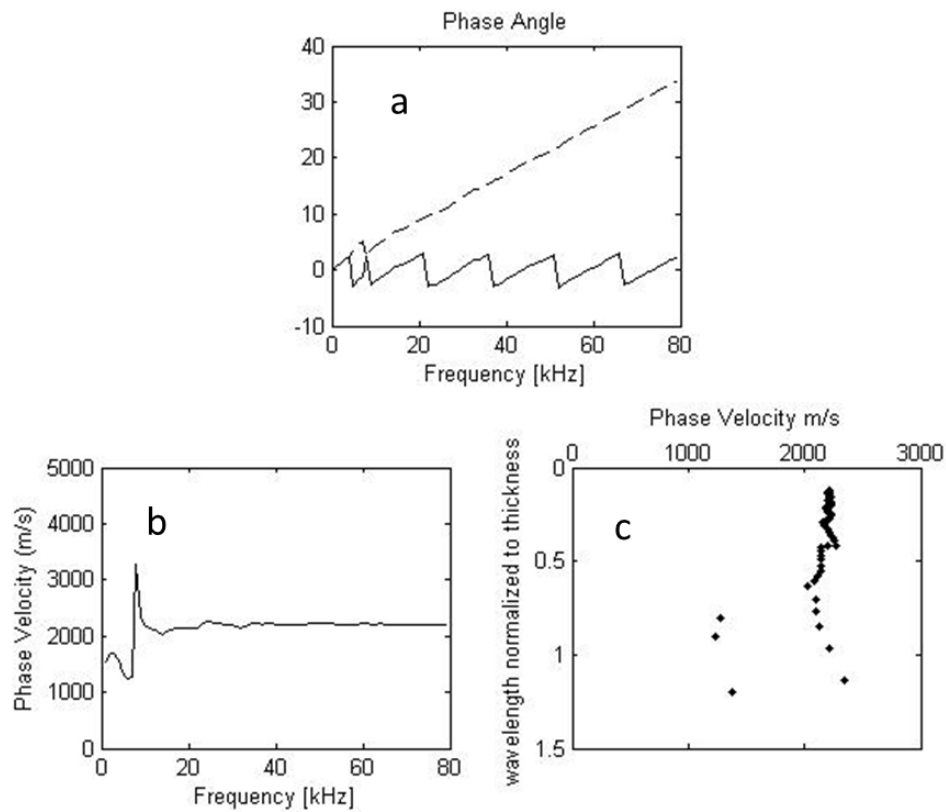 Phase Angle
40
30
20
10
0
-10
a
0 20 40 60 80
Frequency [kHz]
5000
4000
3000
2000
1000
0
Phase Velocity (m/s)
b
0 20 40 60 80
Frequency [kHz]
Phase Velocity m/s
0 1000 2000 3000
0
0.5
1
1.5
wavelength normalized to thickness
c